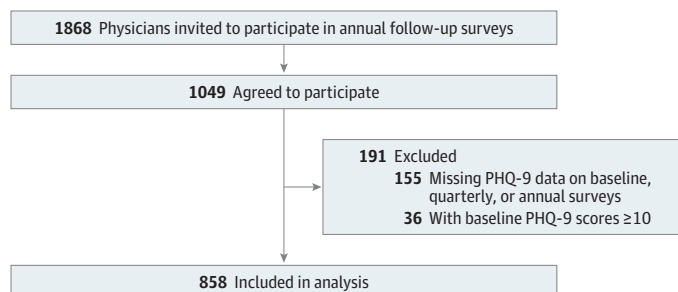 1868 Physicians invited to participate in annual follow-up surveys
1049 Agreed to participate
191 Excluded
155 Missing PHQ-9 data on baseline,
quarterly, or annual surveys
36 With baseline PHQ-9 scores ≥10
858 Included in analysis